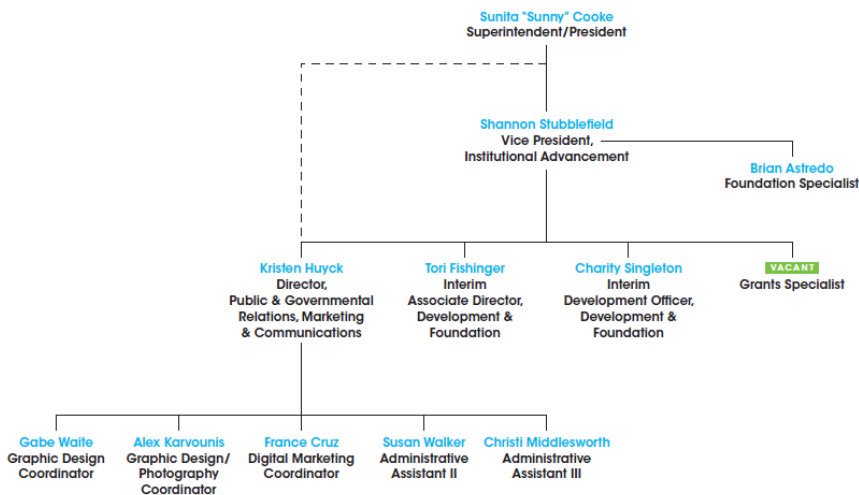 Sunita "Sunny" Cooke
Superintendent/President
Shannon Stubblefield
Vice President,
Institutional Advancement
Brian Astredo
Foundation Specialist
Kristen Huyck
Director,
Public & Governmental
Relations, Marketing
& Communications
Tori Fishinger
Interim
Associate Director,
Development &
Foundation
Charity Singleton
Interim
Development Officer,
Development &
Foundation
VACANT
Grants Specialist
Gabe Waite
Graphic Design
Coordinator
Alex Karvounis
Graphic Design/
Photography
Coordinator
France Cruz
Digital Marketing
Coordinator
Susan Walker
Administrative
Assistant II
Christi Middlesworth
Administrative
Assistant III